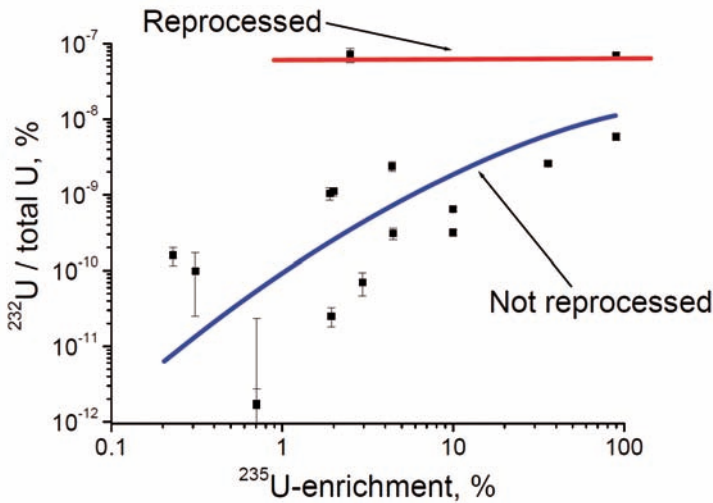 Reprocessed
10⁻⁷
10⁻⁸
10⁻⁹
10⁻¹⁰
10⁻¹¹
10⁻¹²
²³²U / total U, %
Not reprocessed
0.1 1 10 100
²³⁵U-enrichment, %